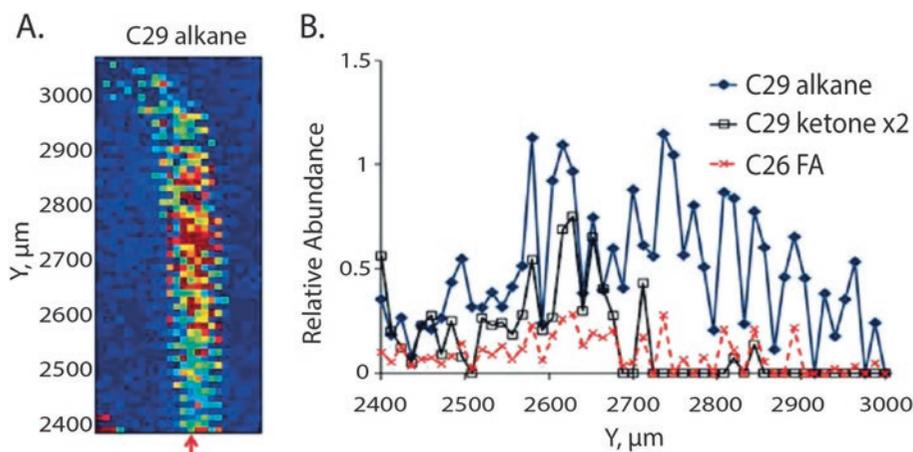 A.
C29 alkane
Y, μm
3000
2900
2800
2700
2600
2500
2400
B.
Relative Abundance
1.5
1
0.5
0
C29 alkane
C29 ketone x2
C26 FA
2400 2500 2600 2700 2800 2900 3000
Y, μm